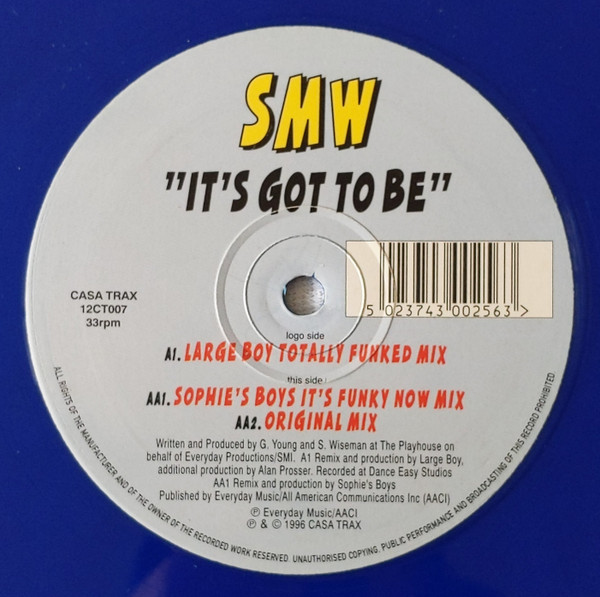 SMW
"IT'S GOT TO BE"
5 023743 002563 >
CASA TRAX
12CT007
33rpm
logo side
A1. LARGE BOY TOTALLY FUNKED MIX
this side:
AA1. SOPHIE'S BOYS IT'S FUNKY NOW MIX
AA2. ORIGINAL MIX
Written and Produced by G. Young and S. Wiseman at The Playhouse on
behalf of Everyday Productions/SMI. A1 Remix and production by Large Boy,
additional production by Alan Prosser. Recorded at Dance Easy Studios
AA1 Remix and production by Sophie's Boys
Published by Everyday Music/All American Communications Inc (AACI)
℗ Everyday Music/AACI
℗ & © 1996 CASA TRAX
ALL RIGHTS OF THE MANUFACTURER AND OF THE OWNER OF THE RECORDED WORK RESERVED. UNAUTHORISED COPYING, PUBLIC PERFORMANCE AND BROADCASTING OF THIS RECORD PROHIBITED